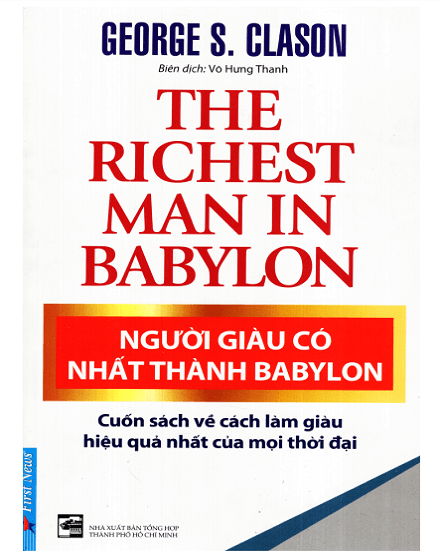 GEORGE S. CLASON
Biên dịch: Võ Hưng Thanh
THE
RICHEST
MAN IN
BABYLON
NGƯỜI GIÀU CÓ
NHẤT THÀNH BABYLON
Cuốn sách về cách làm giàu
hiệu quả nhất của mọi thời đại
First News
NHÀ XUẤT BẢN TỔNG HỢP
THÀNH PHỐ HỒ CHÍ MINH